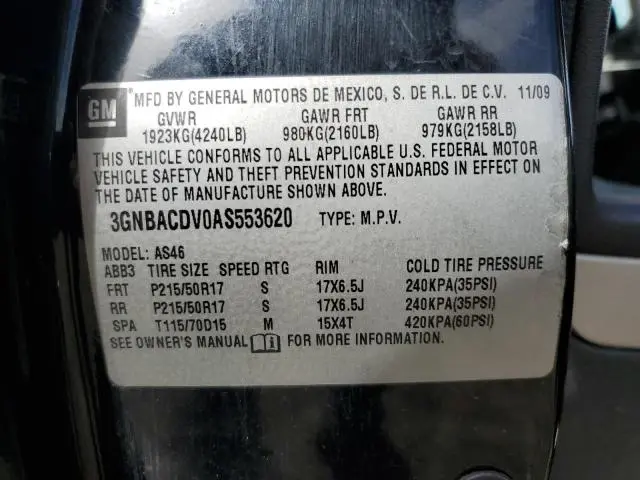 GM
MFD BY GENERAL MOTORS DE MEXICO, S. DE R.L. DE C.V. 11/09
GVWR GAWR FRT GAWR RR
1923KG(4240LB) 980KG(2160LB) 979KG(2158LB)
THIS VEHICLE CONFORMS TO ALL APPLICABLE U.S. FEDERAL MOTOR
VEHICLE SAFETY AND THEFT PREVENTION STANDARDS IN EFFECT ON
THE DATE OF MANUFACTURE SHOWN ABOVE.
3GNBACDV0AS553620 TYPE: M.P.V.
MODEL: AS46
ABB3 TIRE SIZE SPEED RTG RIM COLD TIRE PRESSURE
FRT P215/50R17 S 17X6.5J 240KPA(35PSI)
RR P215/50R17 S 17X6.5J 240KPA(35PSI)
SPA T115/70D15 M 15X4T 420KPA(60PSI)
SEE OWNER'S MANUAL FOR MORE INFORMATION.